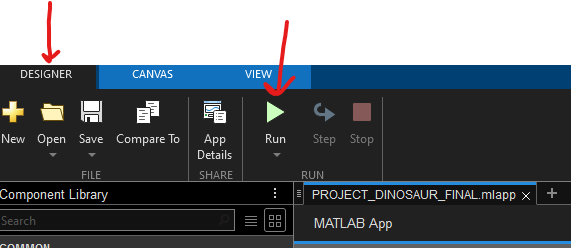 DESIGNER CANVAS VIEW
New Open Save Compare To App Details Run Step Stop
FILE SHARE RUN
Component Library PROJECT_DINOSAUR_FINAL.mlapp
Search MATLAB App
COMMON